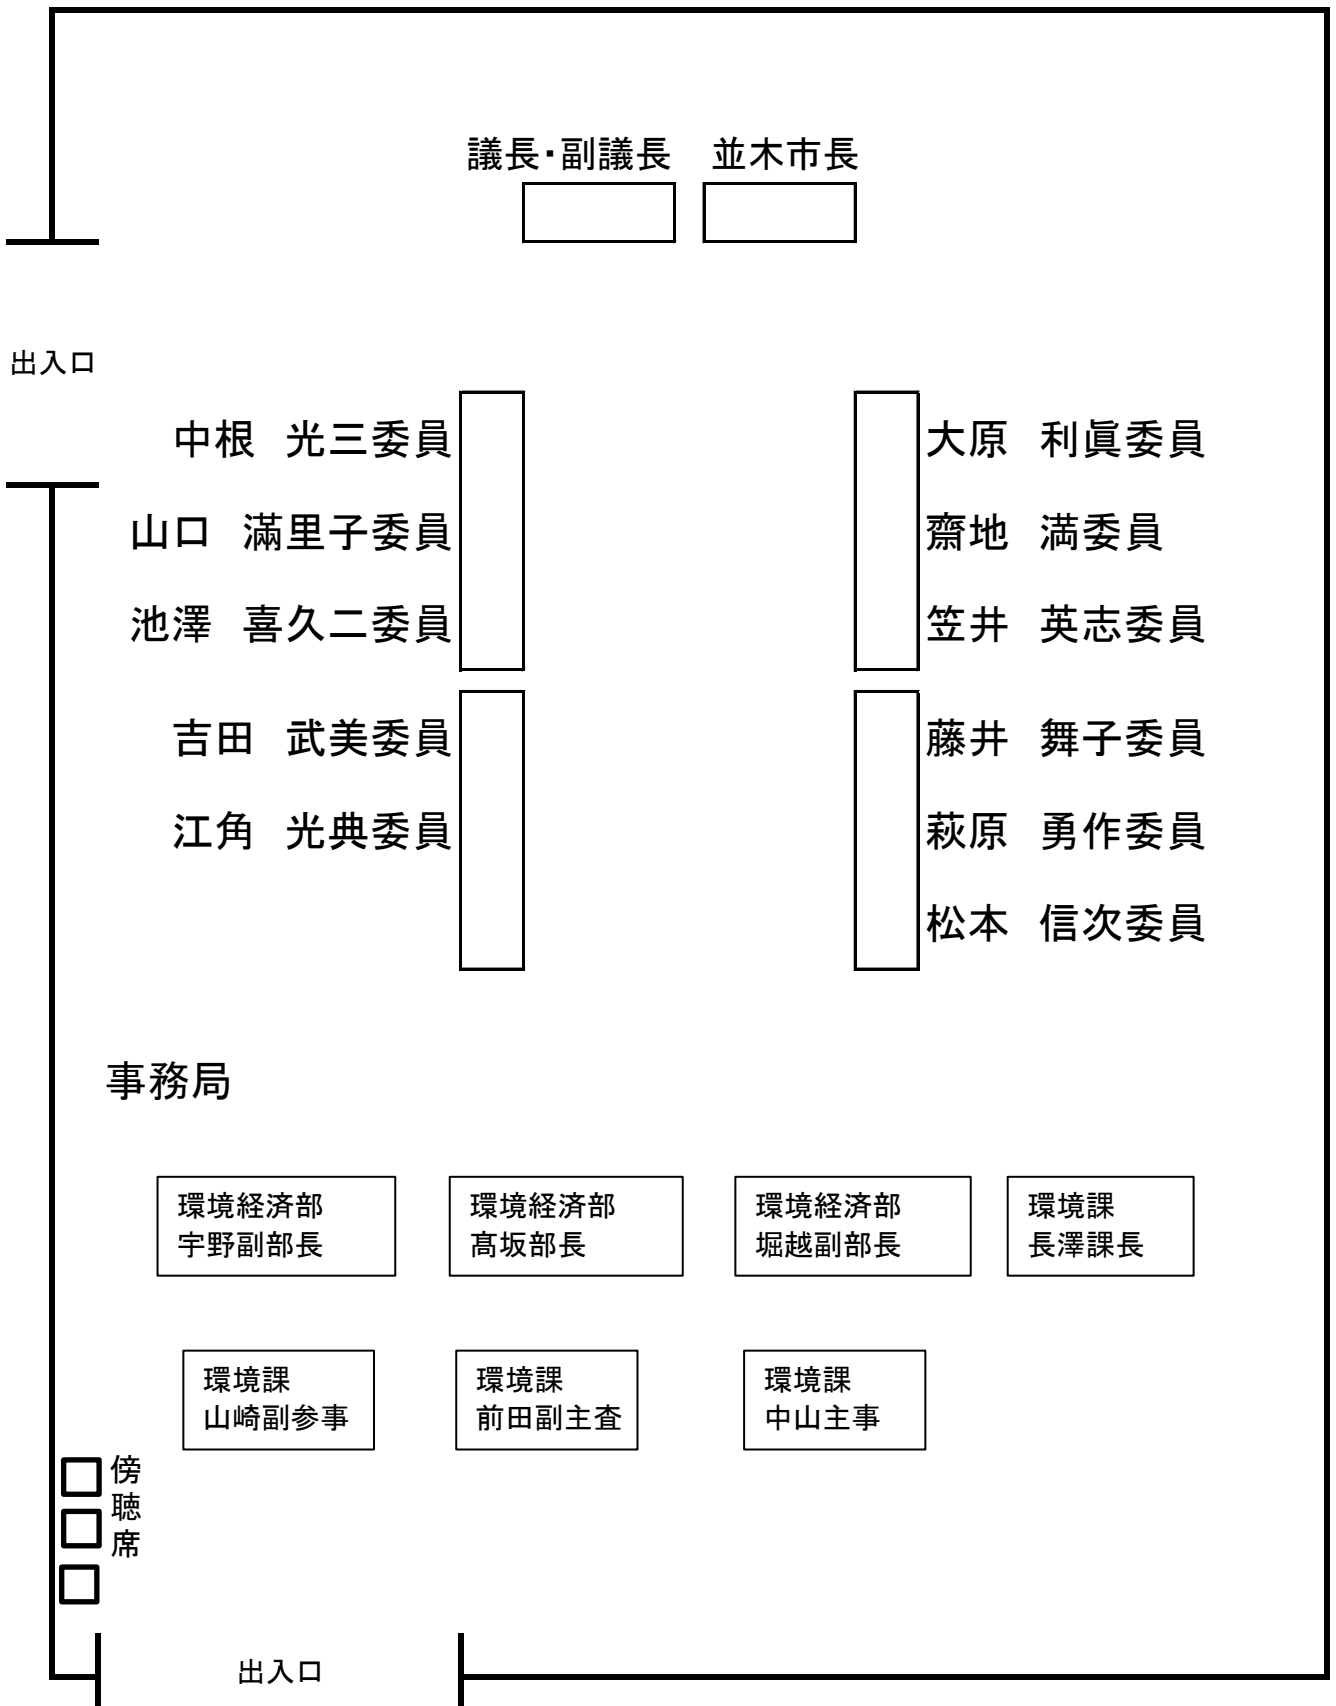 議長・副議長　並木市長
出入口
中根　光三委員
大原　利眞委員
山口　滿里子委員
齋地　満委員
池澤　喜久二委員
笠井　英志委員
吉田　武美委員
藤井　舞子委員
江角　光典委員
萩原　勇作委員
松本　信次委員
事務局
環境経済部
宇野副部長
環境経済部
髙坂部長
環境経済部
堀越副部長
環境課
長澤課長
環境課
山崎副参事
環境課
前田副主査
環境課
中山主事
傍聴席
出入口